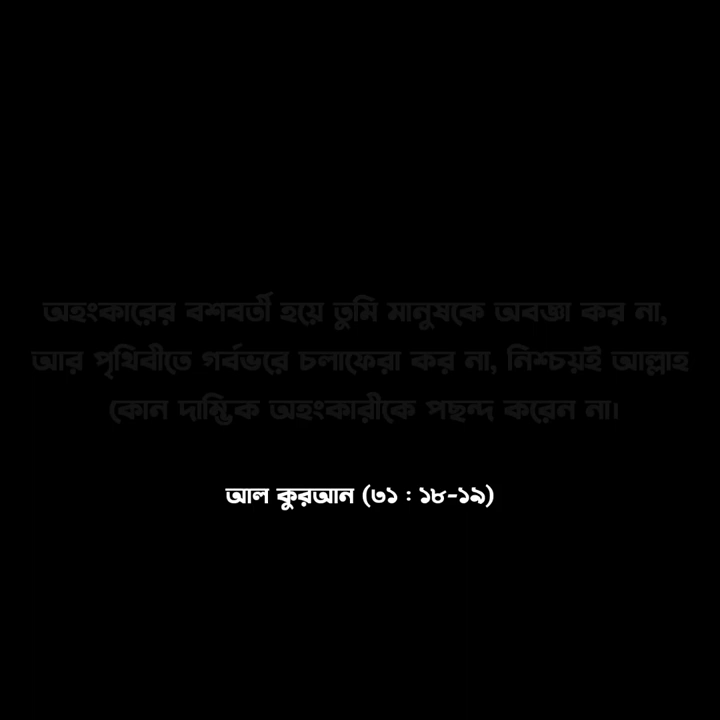 অহংকারের বশবর্তী হয়ে তুমি মানুষকে অবজ্ঞা কর না,
আর পৃথিবীতে গর্বভরে চলাফেরা কর না, নিশ্চয়ই আল্লাহ
কোন দাম্ভিক অহংকারীকে পছন্দ করেন না।
আল কুরআন (৩১ : ১৮-১৯)